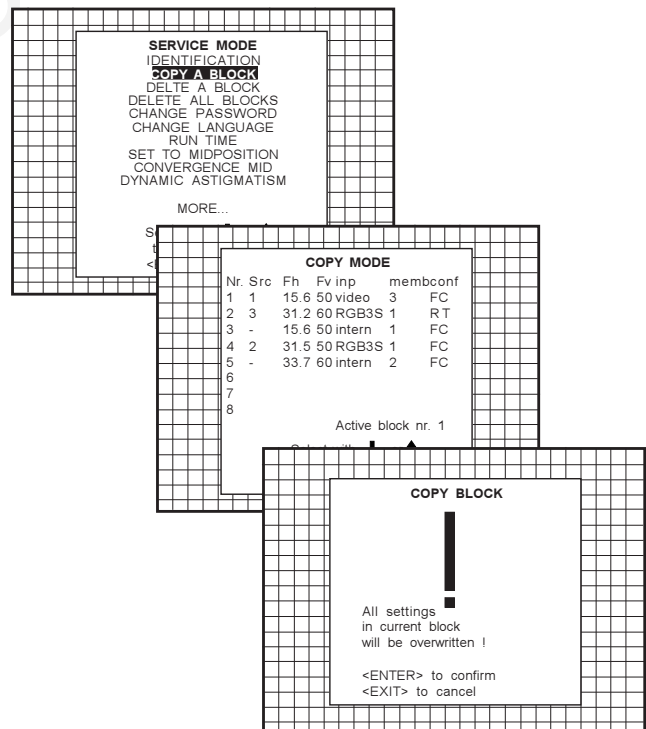 SERVICE MODE
IDENTIFICATION
COPY A BLOCK
DELTE A BLOCK
DELETE ALL BLOCKS
CHANGE PASSWORD
CHANGE LANGUAGE
RUN TIME
SET TO MIDPOSITION
CONVERGENCE MID
DYNAMIC ASTIGMATISM
MORE...
COPY MODE
Nr. Src Fh Fv inp membconf
1 1 15.6 50 video 3 FC
2 3 31.2 60 RGB3S 1 RT
3 - 15.6 50 intern 1 FC
4 2 31.5 50 RGB3S 1 FC
5 - 33.7 60 intern 2 FC
6
7
8
Active block nr. 1
COPY BLOCK
!
All settings
in current block
will be overwritten !
<ENTER> to confirm
<EXIT> to cancel